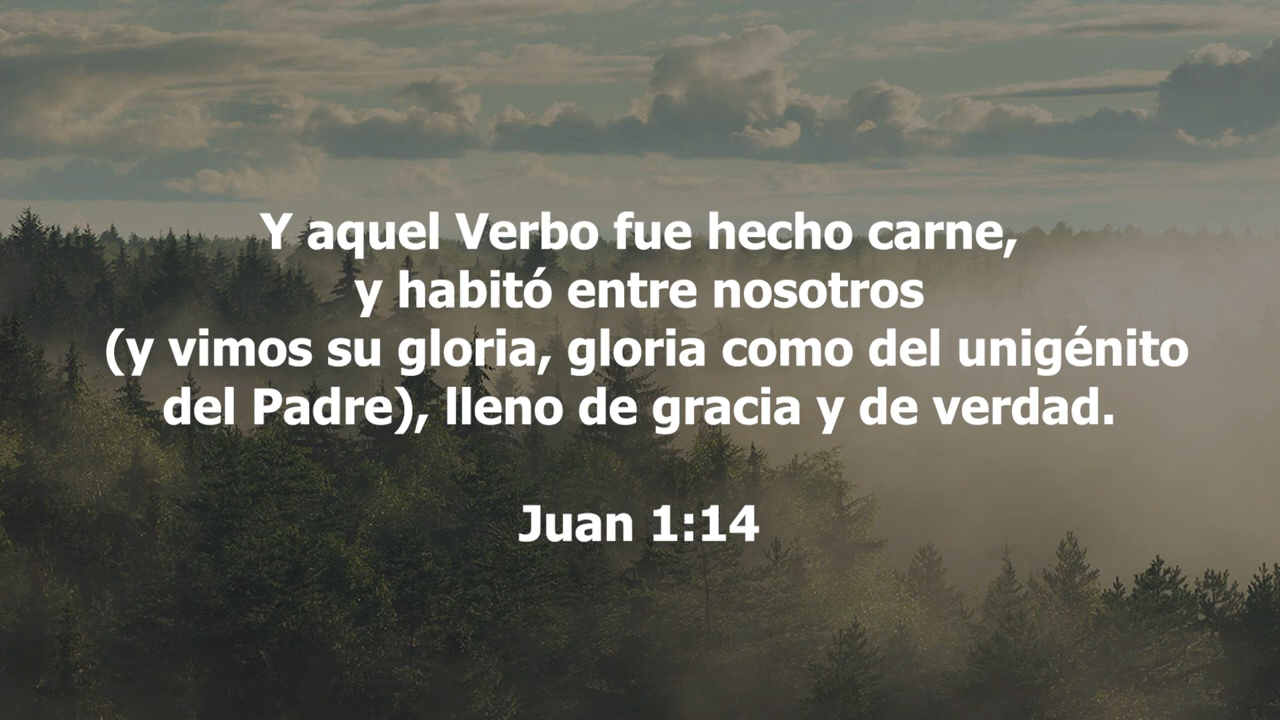 Y aquel Verbo fue hecho carne,
y habitó entre nosotros
(y vimos su gloria, gloria como del unigénito
del Padre), lleno de gracia y de verdad.
Juan 1:14